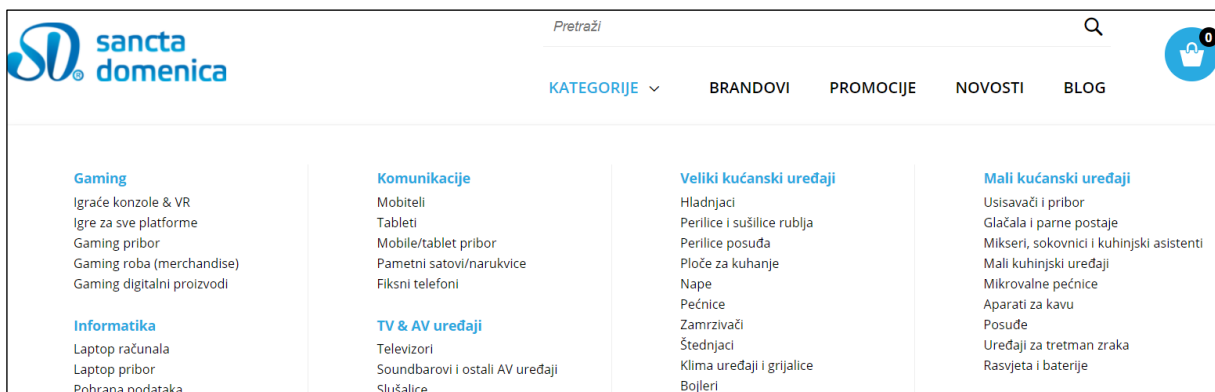 sancta
domenica
Pretraži
0
KATEGORIJE
BRANDOVI
PROMOCIJE
NOVOSTI
BLOG
Gaming
Igraće konzole & VR
Igre za sve platforme
Gaming pribor
Gaming roba (merchandise)
Gaming digitalni proizvodi
Informatika
Laptop računala
Laptop pribor
Pohrana podataka
Komunikacije
Mobiteli
Tableti
Mobile/tablet pribor
Pametni satovi/narukvice
Fiksni telefoni
TV & AV uređaji
Televizori
Soundbarovi i ostali AV uređaji
Slušalice
Veliki kućanski uređaji
Hladnjaci
Perilice i sušilice rublja
Perilice posuđa
Ploče za kuhanje
Nape
Pećnice
Zamrzivači
Štednjaci
Klima uređaji i grijalice
Bojleri
Mali kućanski uređaji
Usisavači i pribor
Glačala i parne postaje
Mikseri, sokovnici i kuhinjski asistenti
Mali kuhinjski uređaji
Mikrovalne pećnice
Aparati za kavu
Posuđe
Uređaji za tretman zraka
Rasvjeta i baterije